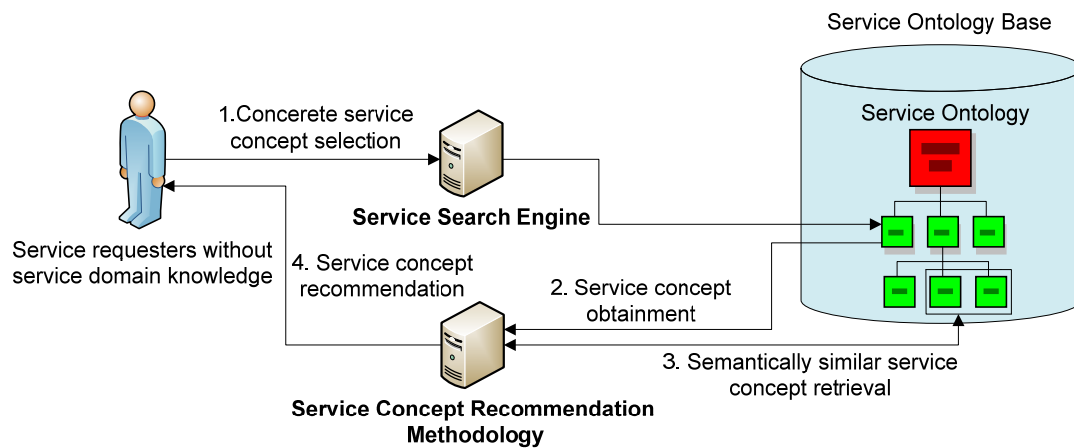 Service Ontology Base
Service Ontology
1.Concerete service
concept selection
Service Search Engine
Service requesters without
service domain knowledge
4. Service concept
recommendation
2. Service concept
obtainment
3. Semantically similar service
concept retrieval
Service Concept Recommendation
Methodology